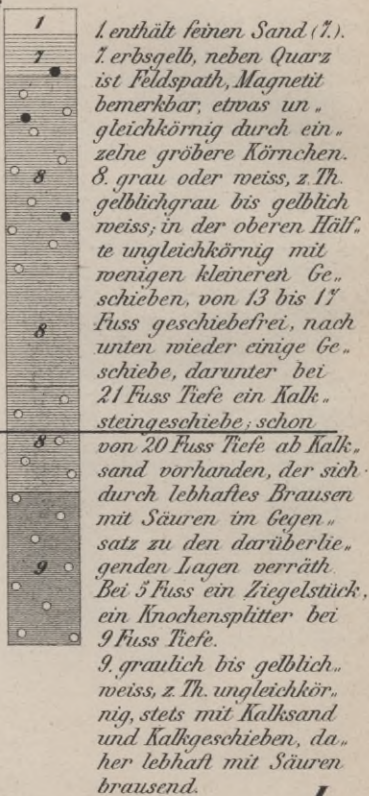 1
7
8
8
8
9
1. enthält feinen Sand (7.).
7. erbsgelb, neben Quarz
ist Feldspath, Magnetit
bemerkbar, etwas un„
gleichkörnig durch ein„
zelne gröbere Körnchen.
8. grau oder weiss, z. Th.
gelblichgrau bis gelblich
weiss; in der oberen Hälf„
te ungleichkörnig mit
wenigen kleineren Ge„
schieben, von 13 bis 17
Fuss geschiebefrei, nach
unten wieder einige Ge„
schiebe, darunter bei
21 Fuss Tiefe ein Kalk„
steingeschiebe; schon
von 20 Fuss Tiefe ab Kalk„
sand vorhanden, der sich
durch lebhaftes Brausen
mit Säuren im Gegen„
satz zu den darüberlie„
genden Lagen verräth.
Bei 5 Fuss ein Ziegelstück,
ein Knochensplitter bei
9 Fuss Tiefe.
9. graulich bis gelblich„
weiss, z. Th. ungleichkör„
nig, stets mit Kalksand
und Kalkgeschieben, da„
her lebhaft mit Säuren
brausend.